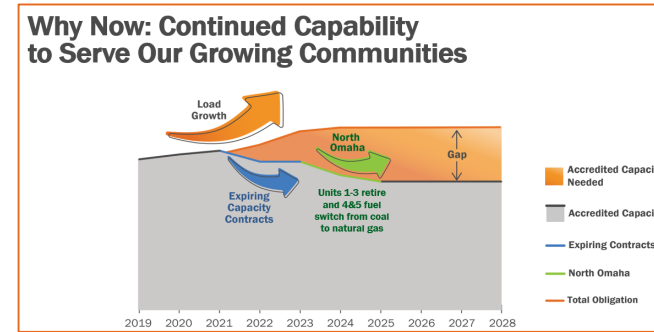 Why Now: Continued Capability
to Serve Our Growing Communities
Load
Growth
North
Omaha
Gap
Expiring
Capacity
Contracts
Units 1-3 retire
and 4&5 fuel
switch from coal
to natural gas
Accredited Capaci
Needed
Accredited Capaci
Expiring Contracts
North Omaha
Total Obligation
2019 2020 2021 2022 2023 2024 2025 2026 2027 2028